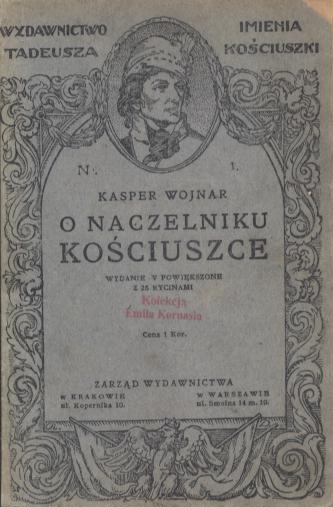 WYDAWNICTWO IMIENIA
TADEUSZA KOŚCIUSZKI
Nr. 1.
KASPER WOJNAR
O NACZELNIKU
KOŚCIUSZCE
WYDANIE V POWIĘKSZONE
Z 25 RYCINAMI
Kolekcja
Emila Kornasia
Cena 1 Kor.
ZARZĄD WYDAWNICTWA
W KRAKOWIE
ul. Kopernika 10.
W WARSZAWIE
ul. Smolna 14 m. 10.